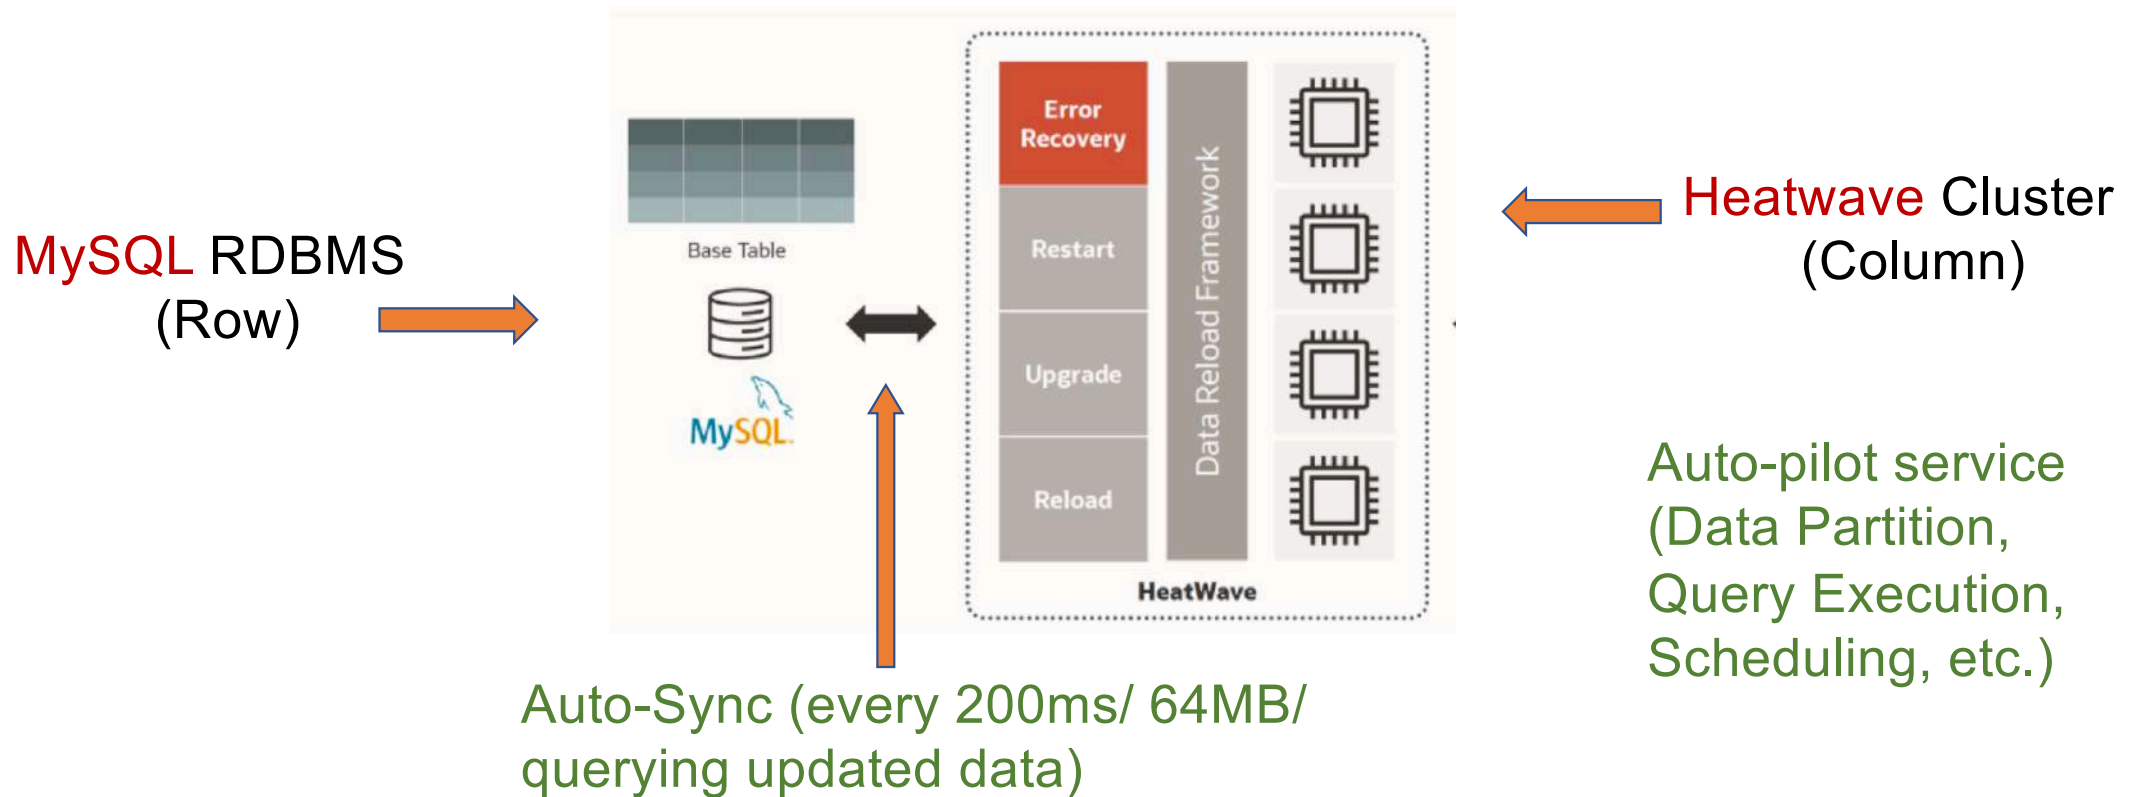 MySQL RDBMS
(Row)
Base Table
MySQL
Error
Recovery
Restart
Upgrade
Reload
Data Reload Framework
HeatWave
Heatwave Cluster
(Column)
Auto-pilot service
(Data Partition,
Query Execution,
Scheduling, etc.)
Auto-Sync (every 200ms/ 64MB/
querying updated data)